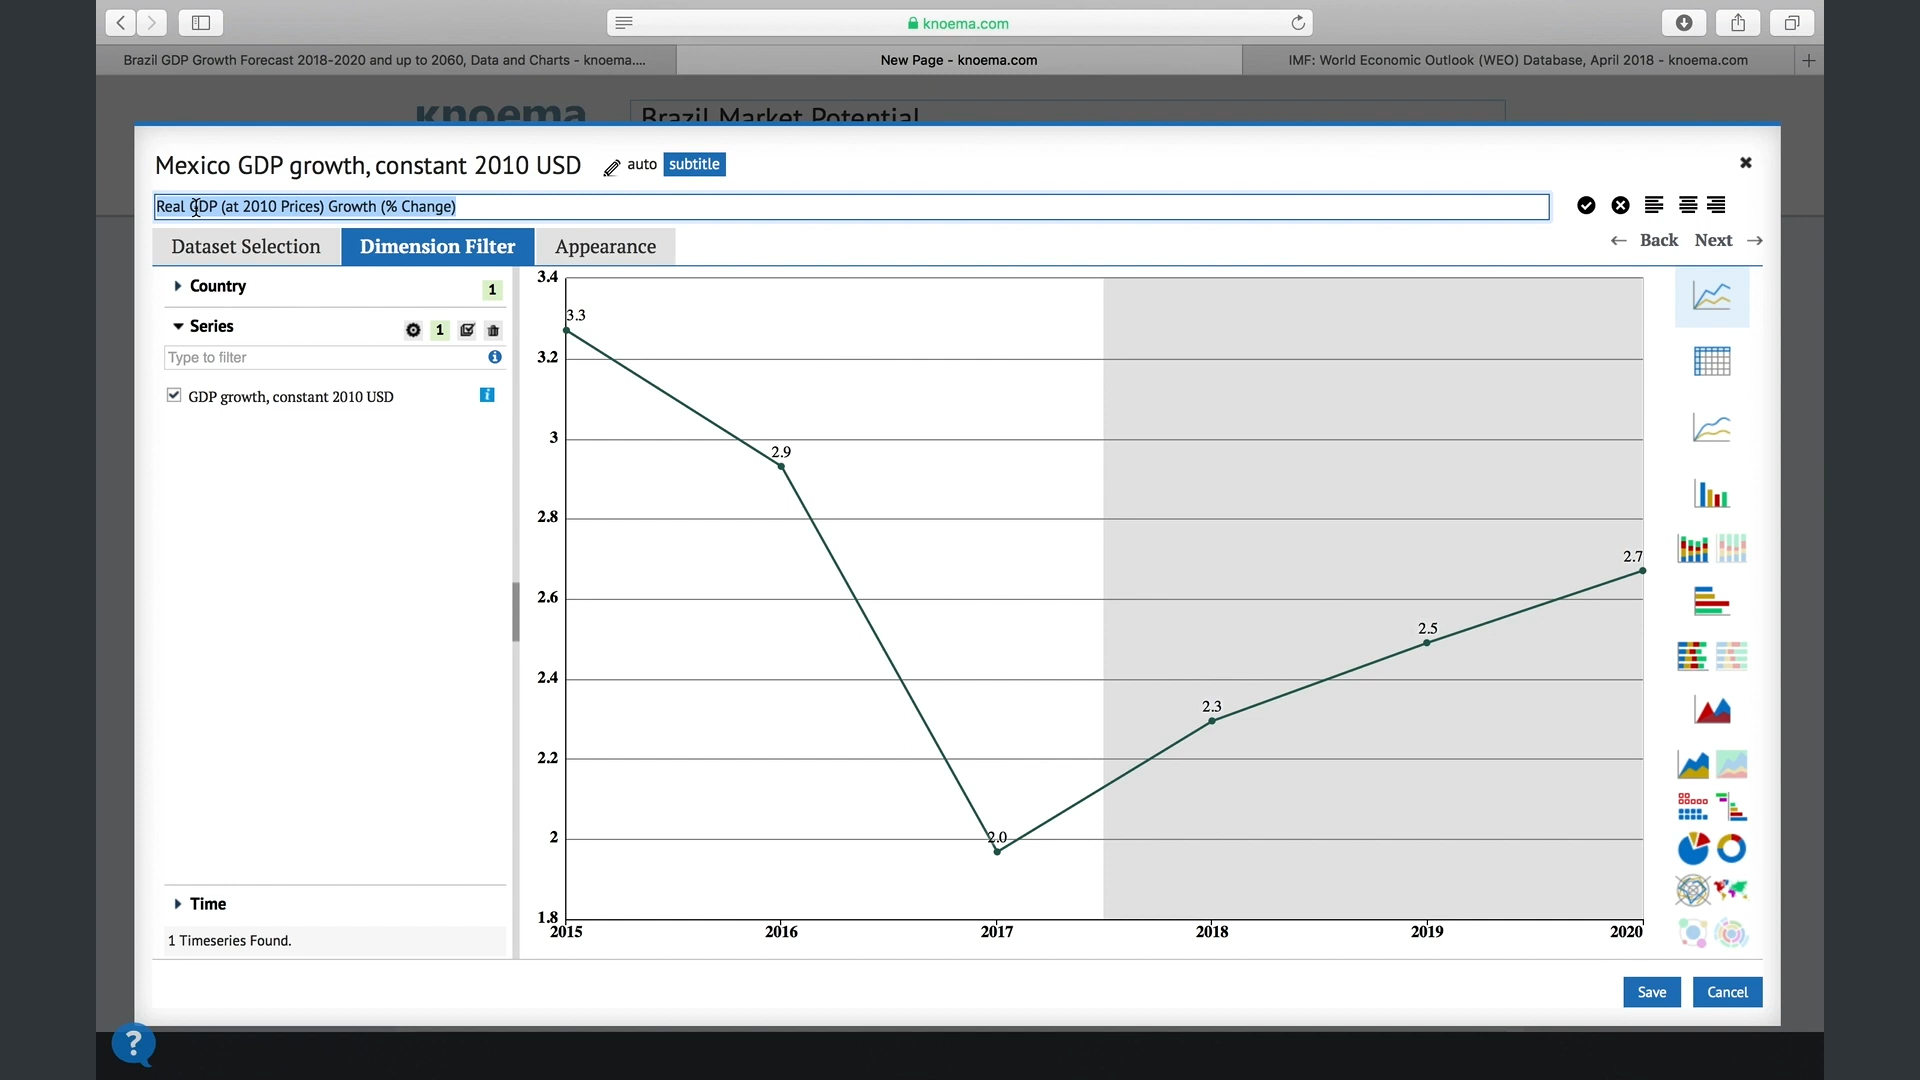 knoema.com
Brazil GDP Growth Forecast 2018-2020 and up to 2060, Data and Charts - knoema....
New Page - knoema.com
IMF: World Economic Outlook (WEO) Database, April 2018 - knoema.com
knoema
Brazil Market Potential
Mexico GDP growth, constant 2010 USD
auto
subtitle
Real GDP (at 2010 Prices) Growth (% Change)
Dataset Selection
Dimension Filter
Appearance
Back
Next
Country
1
Series
1
Type to filter
GDP growth, constant 2010 USD
Time
1 Timeseries Found.
3.4
3.2
3
2.8
2.6
2.4
2.2
2
1.8
3.3
2.9
2.0
2.3
2.5
2.7
2015
2016
2017
2018
2019
2020
Save
Cancel
?